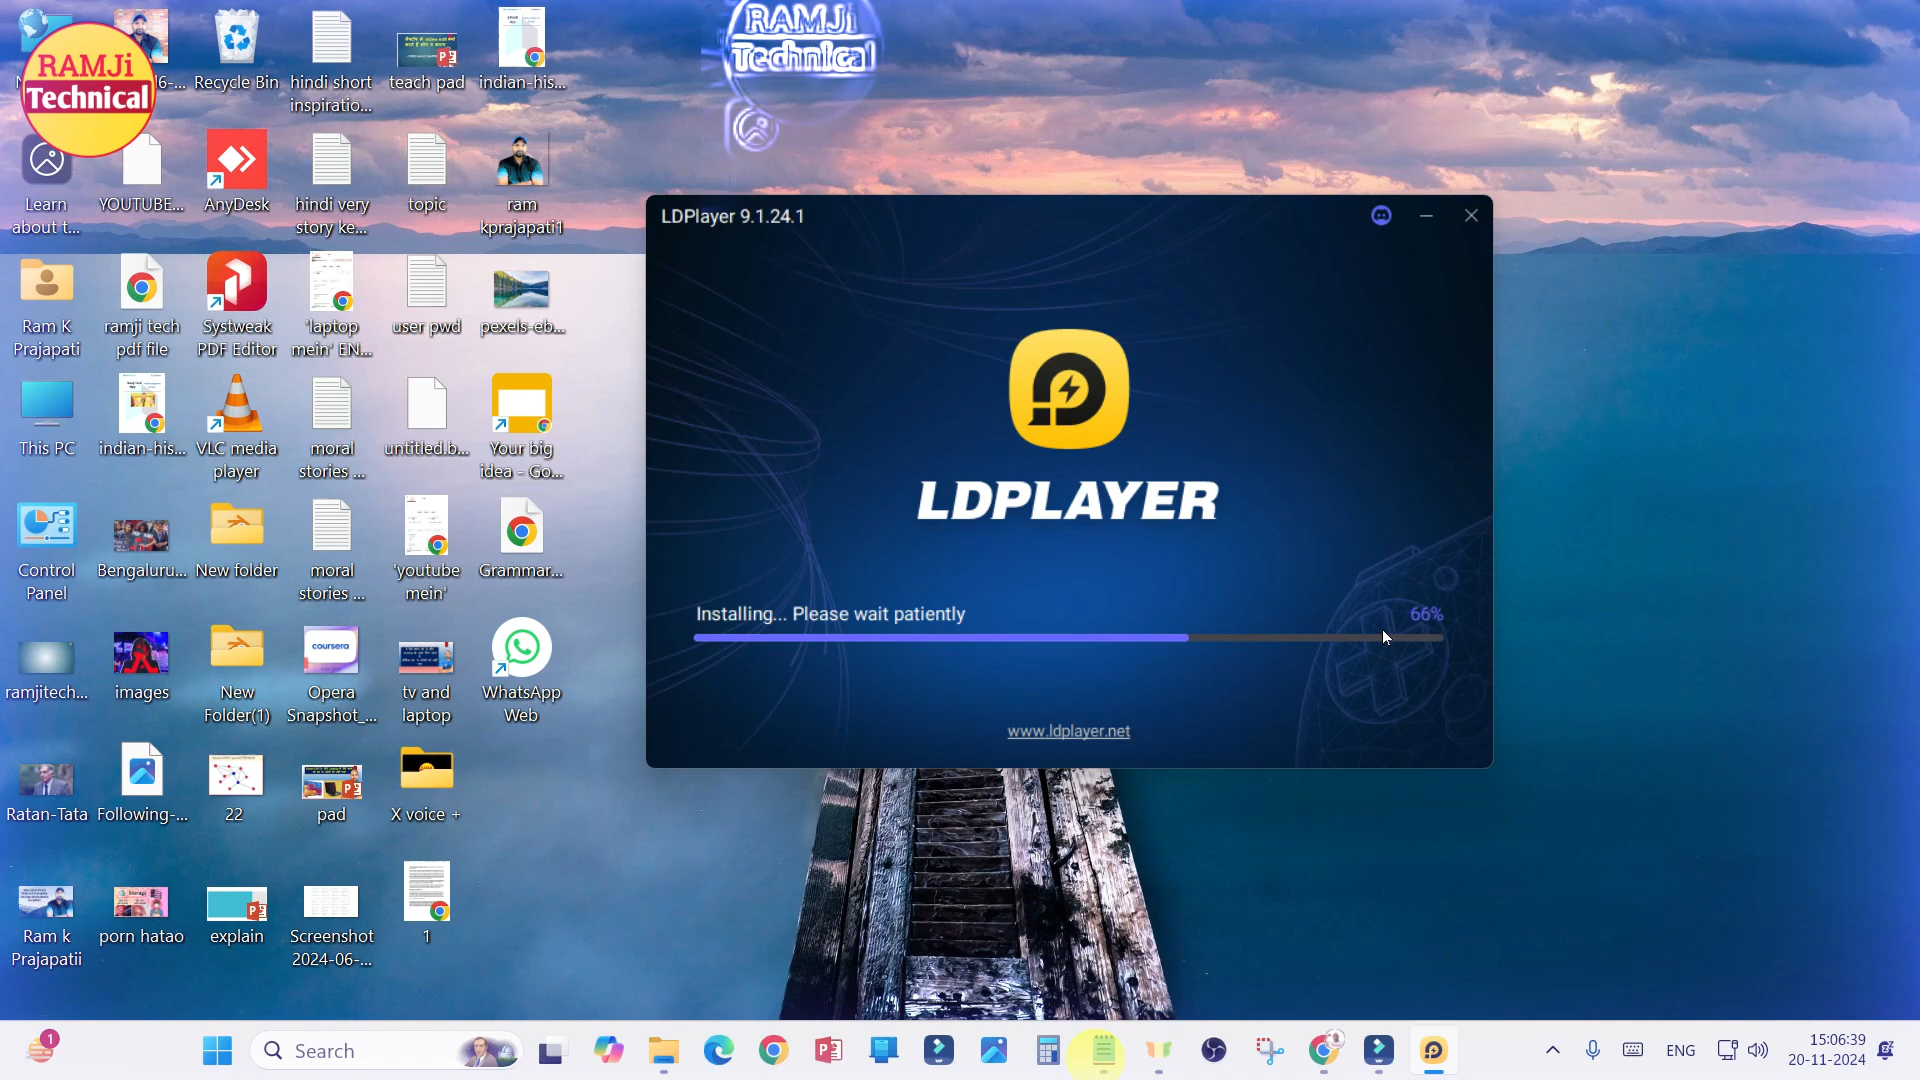 RAMJi
Technical
RAMJi
Technical
6-...
Recycle Bin
hindi short
inspiratio...
teach pad
indian-his...
Learn
about t...
YOUTUBE...
AnyDesk
hindi very
story ke...
topic
ram
kprajapati1
Ram K
Prajapati
ramji tech
pdf file
Systweak
PDF Editor
'laptop
mein' EN...
user pwd
pexels-eb...
This PC
indian-his...
VLC media
player
moral
stories ...
untitled.b...
Your big
idea - Go...
Control
Panel
Bengaluru...
New folder
moral
stories ...
'youtube
mein'
Grammar...
ramjitech...
images
New
Folder(1)
coursera
Opera
Snapshot_...
tv and
laptop
WhatsApp
Web
Ratan-Tata
Following-...
22
pad
X voice +
Ram k
Prajapatii
porn hatao
explain
Screenshot
2024-06-...
1
LDPlayer 9.1.24.1
LDPLAYER
Installing... Please wait patiently
66%
www.ldplayer.net
1
Search
ENG
15:06:39
20-11-2024